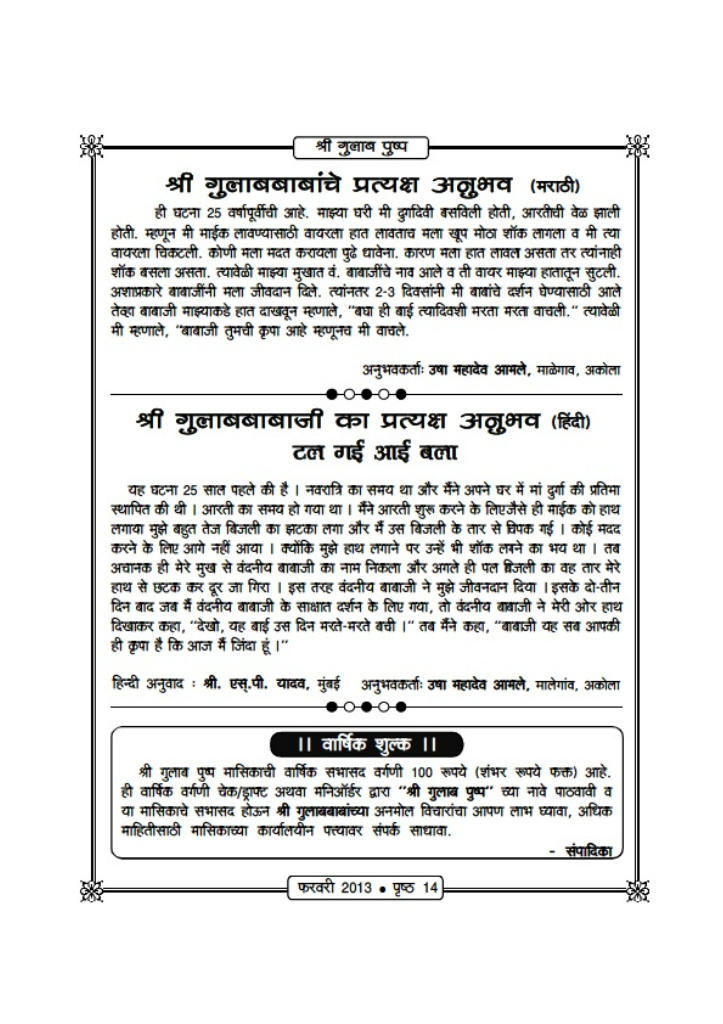 श्री गुलाब पुष्प
श्री गुलाबबाबांचे प्रत्यक्ष अनुभव (मराठी)
ही घटना 25 वर्षापूर्वीची आहे. माझ्या घरी मी दुर्गादेवी बसविली होती, आरतीची वेळ झाली
होती. म्हणून मी माईक लावण्यासाठी वायरला हात लावताच मला खूप मोठा शॉक लागला व मी त्या
वायरला चिकटली. कोणी मला मदत करायला पुढे धावेना. कारण मला हात लावला असता तर त्यांनाही
शॉक बसला असता. त्यावेळी माझ्या मुखात वं. बाबाजींचे नाव आले व ती वायर माझ्या हातातून सुटली.
अशाप्रकारे बाबाजींनी मला जीवदान दिले. त्यांनतर 2-3 दिवसांनी मी बाबांचे दर्शन घेण्यासाठी आले
तेव्हा बाबाजी माझ्याकडे हात दाखवून म्हणाले, ‘‘बघा ही बाई त्यादिवशी मरता मरता वाचली.’’ त्यावेळी
मी म्हणाले, ‘‘बाबाजी तुमची कृपा आहे म्हणूनच मी वाचले.
अनुभवकर्ताः उषा महादेव आमले, माळेगाव, अकोला
श्री गुलाबबाबाजी का प्रत्यक्ष अनुभव (हिंदी)
टल गई आई बला
यह घटना 25 साल पहले की है । नवरात्रि का समय था और मैंने अपने घर में मां दुर्गा की प्रतिमा
स्थापित की थी । आरती का समय हो गया था । मैंने आरती शुरू करने के लिएजैसे ही माईक को हाथ
लगाया मुझे बहुत तेज बिजली का झटका लगा और मैं उस बिजली के तार से चिपक गई । कोई मदद
करने के लिए आगे नहीं आया । क्योंकि मुझे हाथ लगाने पर उन्हें भी शॉक लगने का भय था । तब
अचानक ही मेरे मुख से वंदनीय बाबाजी का नाम निकला और अगले ही पल बिजली का वह तार मेरे
हाथ से छटक कर दूर जा गिरा । इस तरह वंदनीय बाबाजी ने मुझे जीवनदान दिया । इसके दो-तीन
दिन बाद जब मैं वंदनीय बाबाजी के साक्षात दर्शन के लिए गया, तो वंदनीय बाबाजी ने मेरी ओर हाथ
दिखाकर कहा, ‘‘देखो, यह बाई उस दिन मरते-मरते बची ।’’ तब मैंने कहा, ‘‘बाबाजी यह सब आपकी
ही कृपा है कि आज मैं जिंदा हूं ।’’
हिन्दी अनुवाद : श्री. एस्.पी. यादव, मुंबई अनुभवकर्ताः उषा महादेव आमले, मालेगांव, अकोला
।। वार्षिक शुल्क ।।
श्री गुलाब पुष्प मासिकाची वार्षिक सभासद वर्गणी 100 रूपये (शंभर रूपये फक्त) आहे.
ही वार्षिक वर्गणी चेक/ड्राफ्ट अथवा मनिऑर्डर द्वारा ‘‘श्री गुलाब पुष्प’’ च्या नावे पाठवावी व
या मासिकाचे सभासद होऊन श्री गुलाबबाबांच्या अनमोल विचारांचा आपण लाभ घ्यावा, अधिक
माहितीसाठी मासिकाच्या कार्यालयीन पत्त्यावर संपर्क साधावा.
- संपादिका
फरवरी 2013 ● पृष्ठ 14